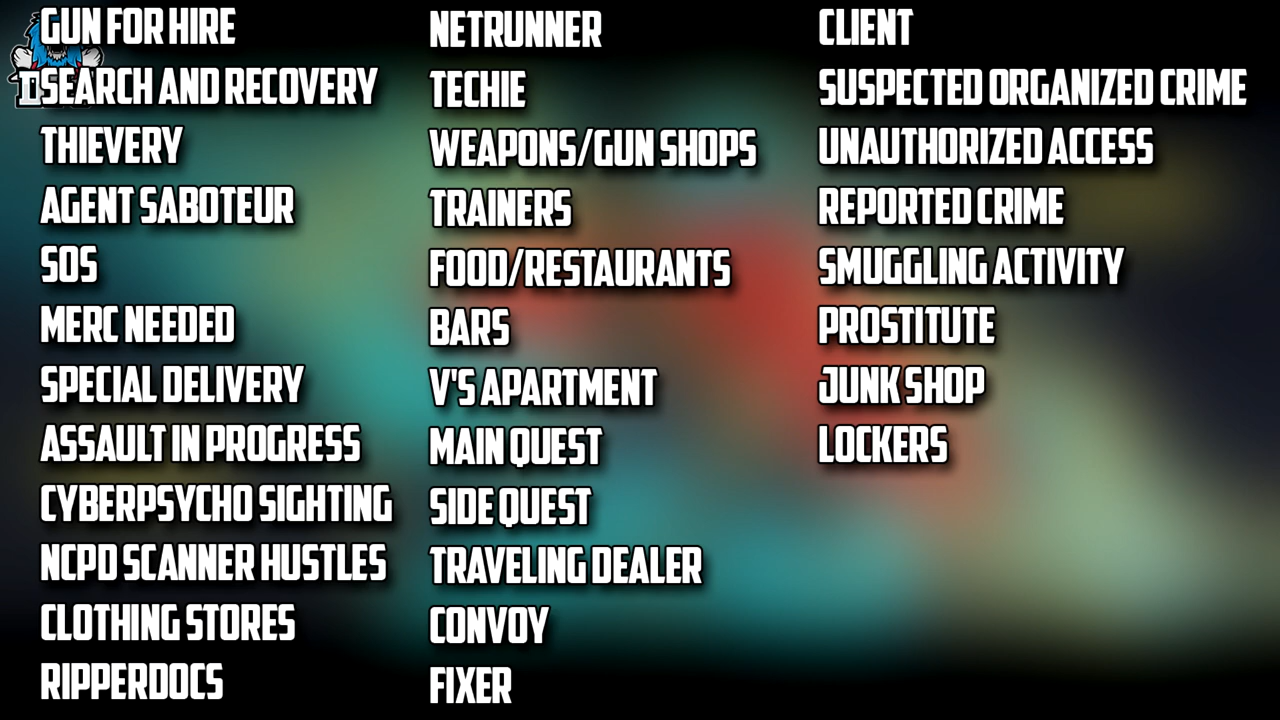 GUN FOR HIRE
SEARCH AND RECOVERY
THIEVERY
AGENT SABOTEUR
SOS
MERC NEEDED
SPECIAL DELIVERY
ASSAULT IN PROGRESS
CYBERPSYCHO SIGHTING
NCPD SCANNER HUSTLES
CLOTHING STORES
RIPPERDOCS
NETRUNNER
TECHIE
WEAPONS/GUN SHOPS
TRAINERS
FOOD/RESTAURANTS
BARS
V'S APARTMENT
MAIN QUEST
SIDE QUEST
TRAVELING DEALER
CONVOY
FIXER
CLIENT
SUSPECTED ORGANIZED CRIME
UNAUTHORIZED ACCESS
REPORTED CRIME
SMUGGLING ACTIVITY
PROSTITUTE
JUNK SHOP
LOCKERS